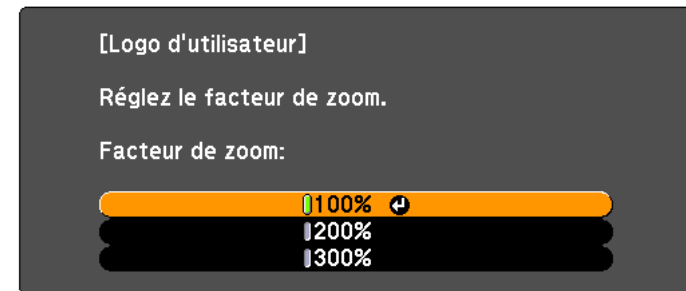 [Logo d'utilisateur]
Réglez le facteur de zoom.
Facteur de zoom:
100%
200%
300%